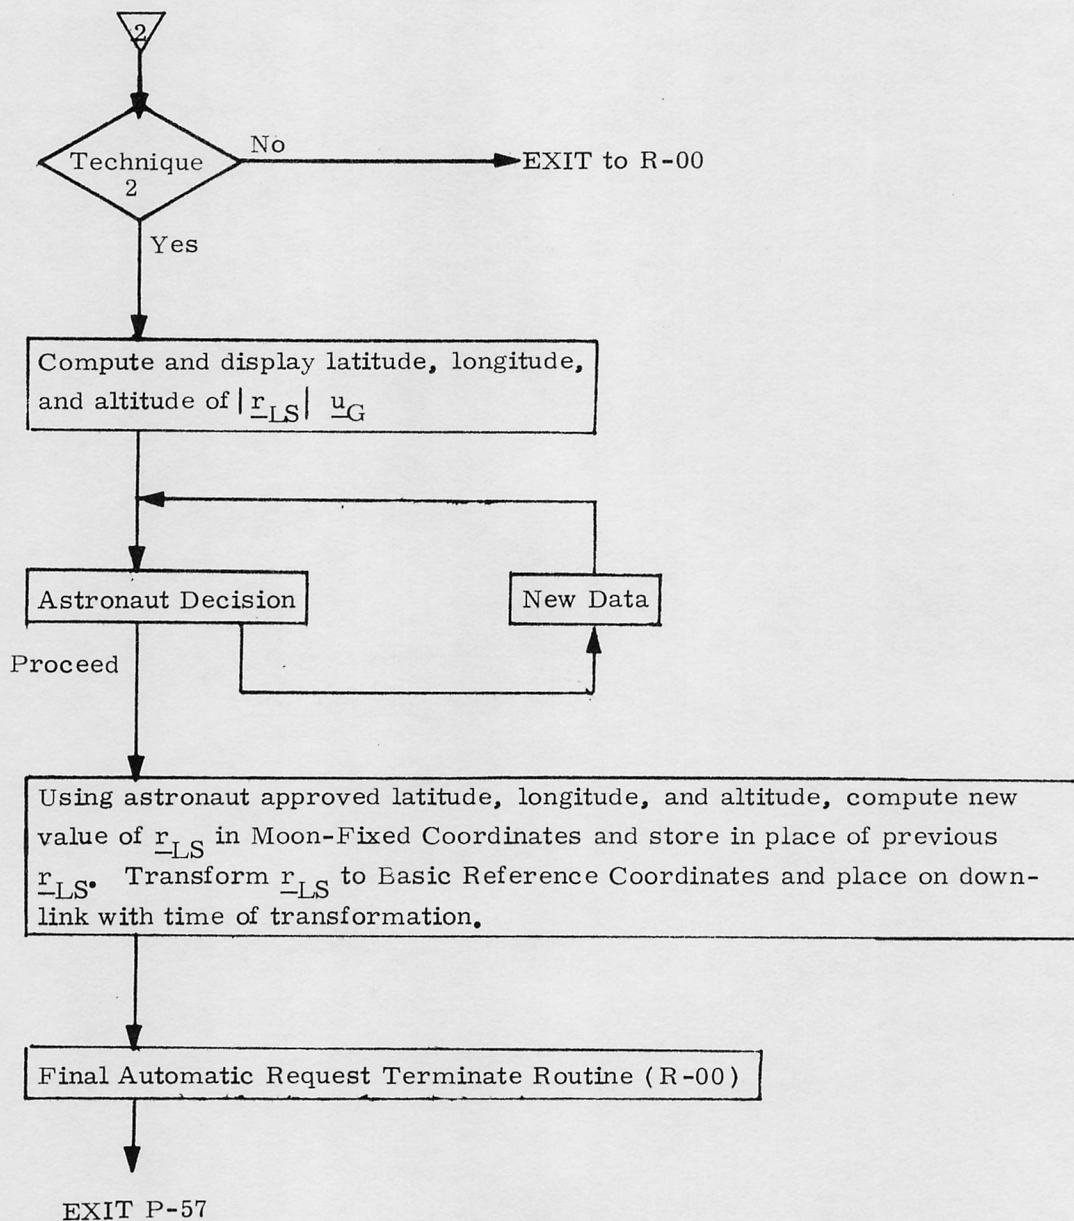 2
Technique
2
No
EXIT to R-00
Yes
Compute and display latitude, longitude,
and altitude of |r_LS| u_G
Astronaut Decision
New Data
Proceed
Using astronaut approved latitude, longitude, and altitude, compute new
value of r_LS in Moon-Fixed Coordinates and store in place of previous
r_LS. Transform r_LS to Basic Reference Coordinates and place on down-
link with time of transformation.
Final Automatic Request Terminate Routine (R-00)
EXIT P-57